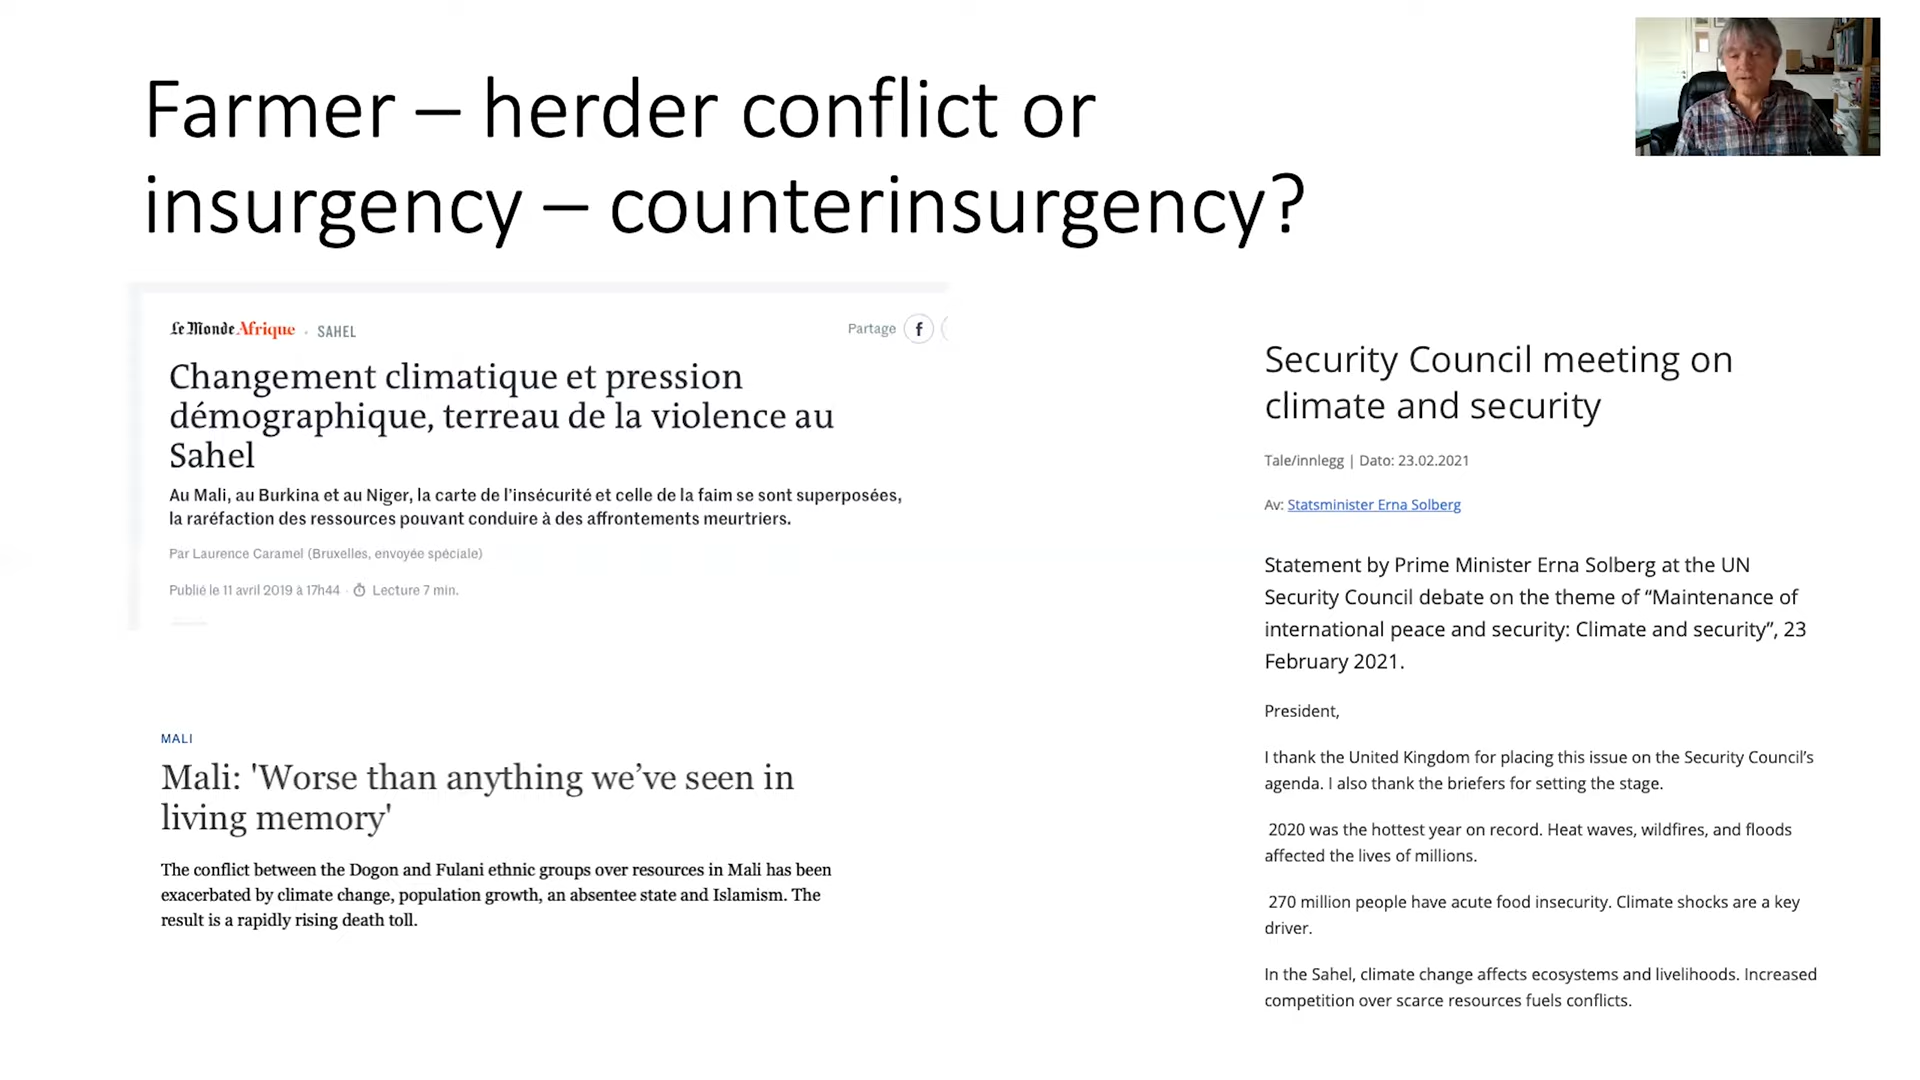 Farmer – herder conflict or
insurgency – counterinsurgency?
Le Monde Afrique · SAHEL
Partage f
Changement climatique et pression
démographique, terreau de la violence au
Sahel
Au Mali, au Burkina et au Niger, la carte de l’insécurité et celle de la faim se sont superposées,
la raréfaction des ressources pouvant conduire à des affrontements meurtriers.
Par Laurence Caramel (Bruxelles, envoyée spéciale)
Publié le 11 avril 2019 à 17h44 · Lecture 7 min.
MALI
Mali: 'Worse than anything we’ve seen in
living memory'
The conflict between the Dogon and Fulani ethnic groups over resources in Mali has been
exacerbated by climate change, population growth, an absentee state and Islamism. The
result is a rapidly rising death toll.
Security Council meeting on
climate and security
Tale/innlegg | Dato: 23.02.2021
Av: Statsminister Erna Solberg
Statement by Prime Minister Erna Solberg at the UN
Security Council debate on the theme of “Maintenance of
international peace and security: Climate and security”, 23
February 2021.
President,
I thank the United Kingdom for placing this issue on the Security Council’s
agenda. I also thank the briefers for setting the stage.
2020 was the hottest year on record. Heat waves, wildfires, and floods
affected the lives of millions.
270 million people have acute food insecurity. Climate shocks are a key
driver.
In the Sahel, climate change affects ecosystems and livelihoods. Increased
competition over scarce resources fuels conflicts.